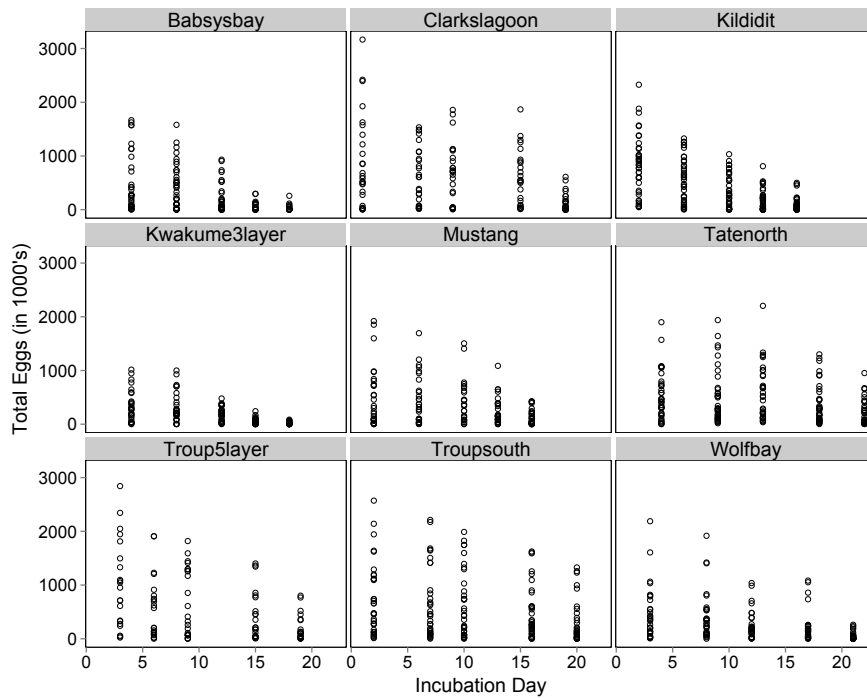 Babsysbay Clarkslagoon Kildidit
3000
2000
1000
0
Kwakume3layer Mustang Tatenorth
3000
2000
1000
0
Troup5layer Troupsouth Wolfbay
3000
2000
1000
0
0 5 10 15 20 0 5 10 15 20 0 5 10 15 20
Incubation Day
Total Eggs (in 1000's)